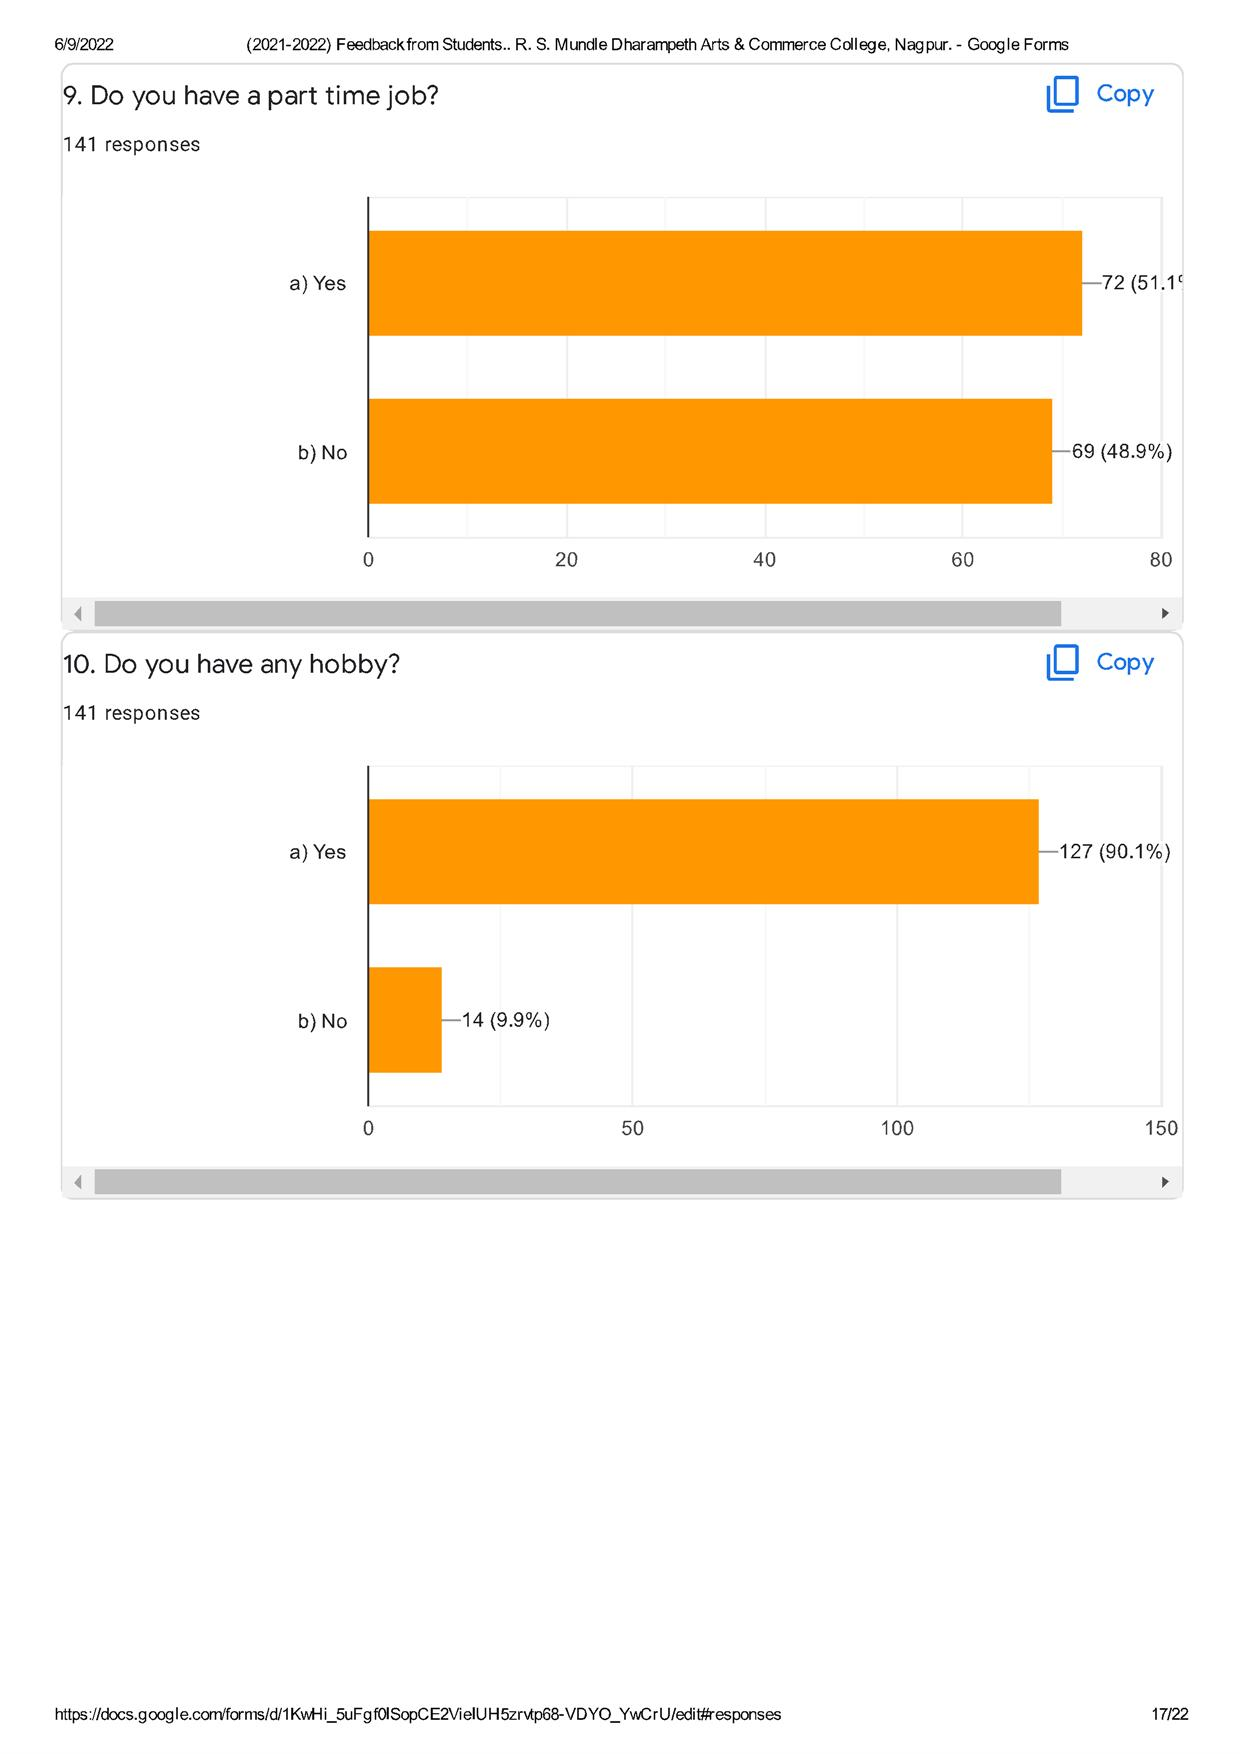 6/9/2022 (2021-2022) Feedback from Students.. R. S. Mundle Dharampeth Arts & Commerce College, Nagpur. - Google Forms
9. Do you have a part time job?
Copy
141 responses
a) Yes
72 (51.1%
b) No
69 (48.9%)
0 20 40 60 80
10. Do you have any hobby?
Copy
141 responses
a) Yes
127 (90.1%)
b) No
14 (9.9%)
0 50 100 150
https://docs.google.com/forms/d/1KwHi_5uFgf0lSopCE2VielUH5zrvtp68-VDYO_YwCrU/edit#responses 17/22